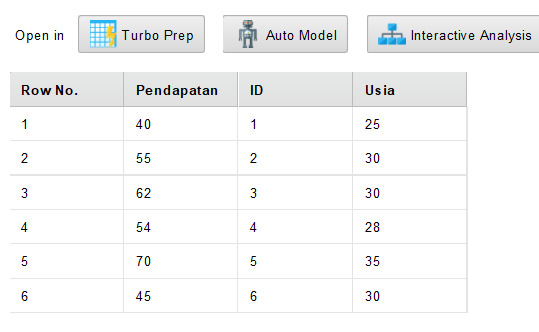 Open in Turbo Prep Auto Model Interactive Analysis
Row No. Pendapatan ID Usia
1 40 1 25
2 55 2 30
3 62 3 30
4 54 4 28
5 70 5 35
6 45 6 30